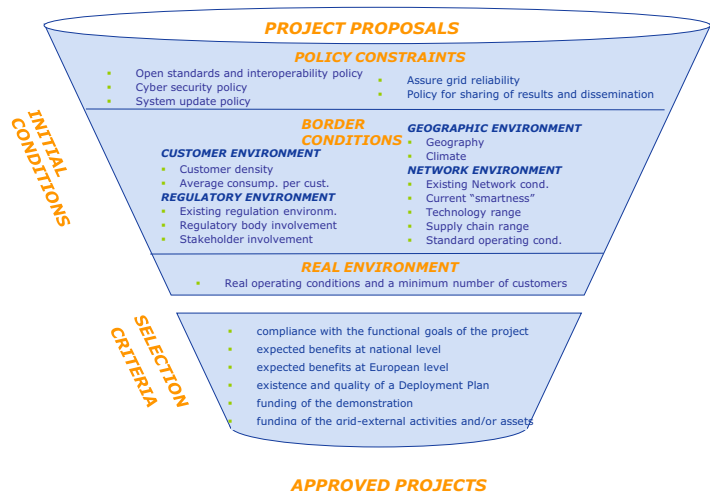 PROJECT PROPOSALS
POLICY CONSTRAINTS
Open standards and interoperability policy
Cyber security policy
System update policy
Assure grid reliability
Policy for sharing of results and dissemination
INITIAL
CONDITIONS
BORDER
CONDITIONS
CUSTOMER ENVIRONMENT
Customer density
Average consump. per cust.
REGULATORY ENVIRONMENT
Existing regulation environm.
Regulatory body involvement
Stakeholder involvement
GEOGRAPHIC ENVIRONMENT
Geography
Climate
NETWORK ENVIRONMENT
Existing Network cond.
Current “smartness”
Technology range
Supply chain range
Standard operating cond.
REAL ENVIRONMENT
Real operating conditions and a minimum number of customers
SELECTION
CRITERIA
compliance with the functional goals of the project
expected benefits at national level
expected benefits at European level
existence and quality of a Deployment Plan
funding of the demonstration
funding of the grid-external activities and/or assets
APPROVED PROJECTS